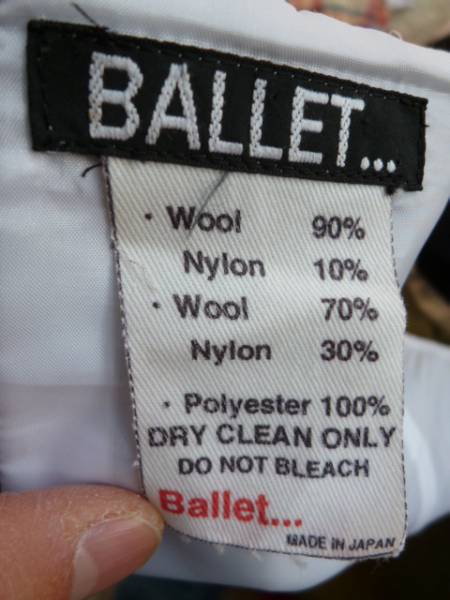 BALLET...
· Wool 90%
Nylon 10%
· Wool 70%
Nylon 30%
· Polyester 100%
DRY CLEAN ONLY
DO NOT BLEACH
Ballet...
MADE IN JAPAN